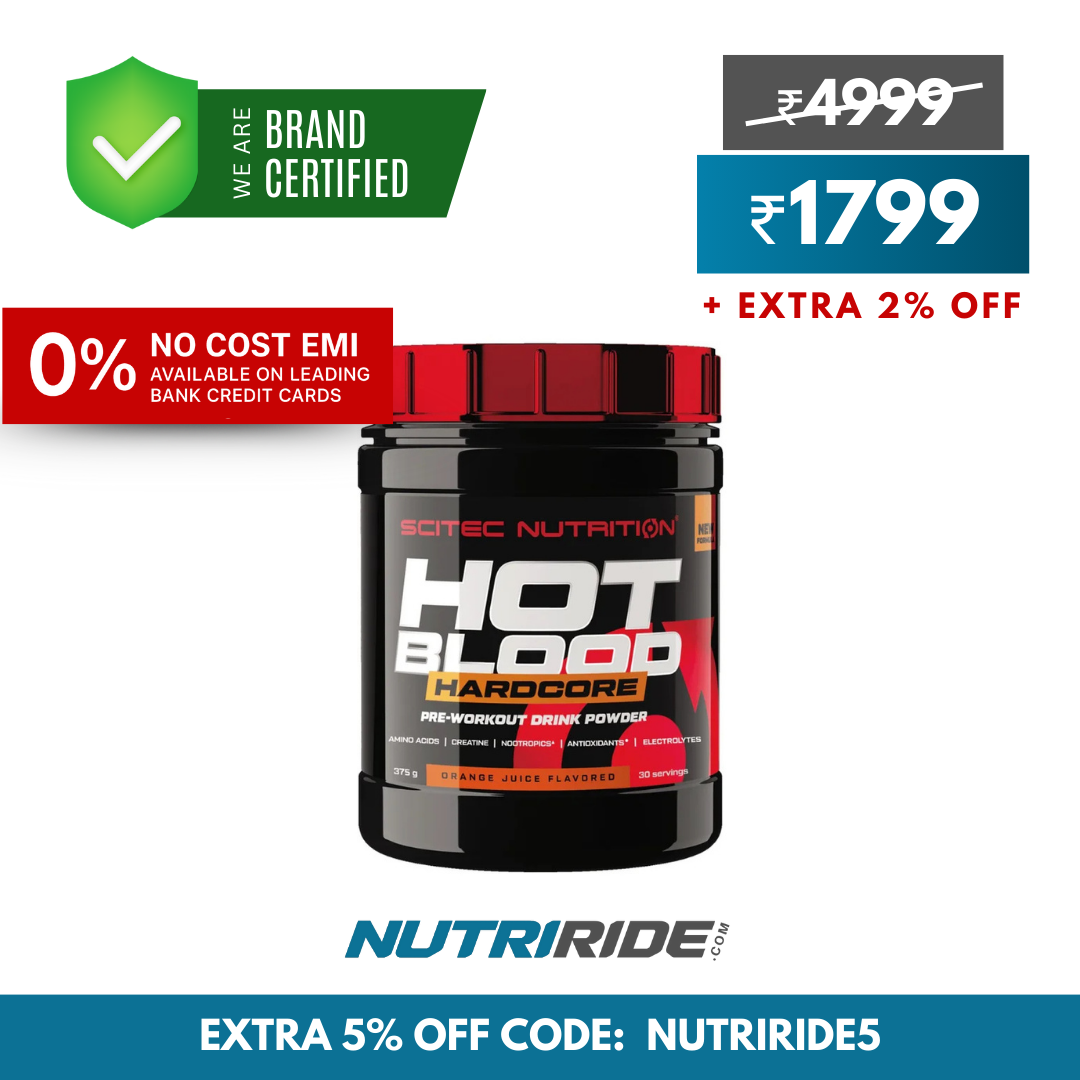 WE ARE
BRAND
CERTIFIED
₹4999
₹1799
+ EXTRA 2% OFF
0%
NO COST EMI
AVAILABLE ON LEADING
BANK CREDIT CARDS
SCITEC NUTRITION®
NEW
FORMULA
HOT
BLOOD
HARDCORE
PRE-WORKOUT DRINK POWDER
AMINO ACIDS | CREATINE | NOOTROPICS+ | ANTIOXIDANTS* | ELECTROLYTES
375 g
ORANGE JUICE FLAVORED
30 servings
NUTRIRIDE.COM
EXTRA 5% OFF CODE: NUTRIRIDE5